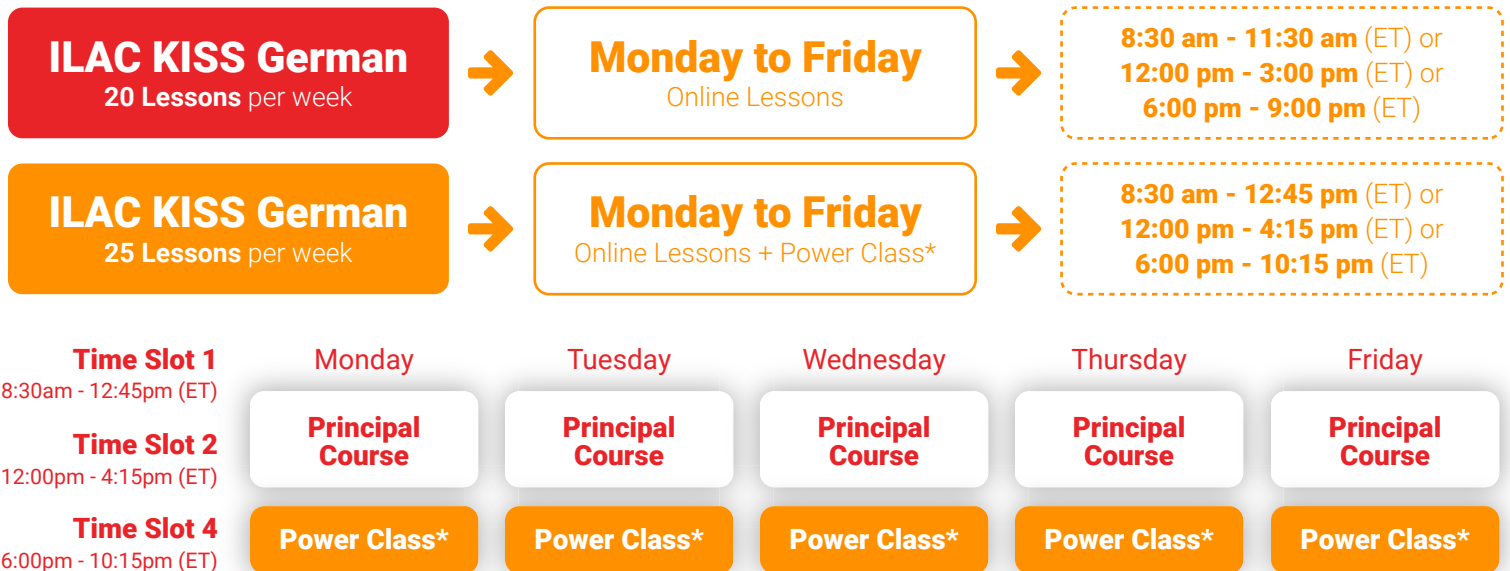 ILAC KISS German
20 Lessons per week
Monday to Friday
Online Lessons
8:30 am - 11:30 am (ET) or
12:00 pm - 3:00 pm (ET) or
6:00 pm - 9:00 pm (ET)
ILAC KISS German
25 Lessons per week
Monday to Friday
Online Lessons + Power Class*
8:30 am - 12:45 pm (ET) or
12:00 pm - 4:15 pm (ET) or
6:00 pm - 10:15 pm (ET)
Time Slot 1
8:30am - 12:45pm (ET)
Time Slot 2
12:00pm - 4:15pm (ET)
Time Slot 4
6:00pm - 10:15pm (ET)
Monday
Tuesday
Wednesday
Thursday
Friday
Principal
Course
Principal
Course
Principal
Course
Principal
Course
Principal
Course
Power Class*
Power Class*
Power Class*
Power Class*
Power Class*